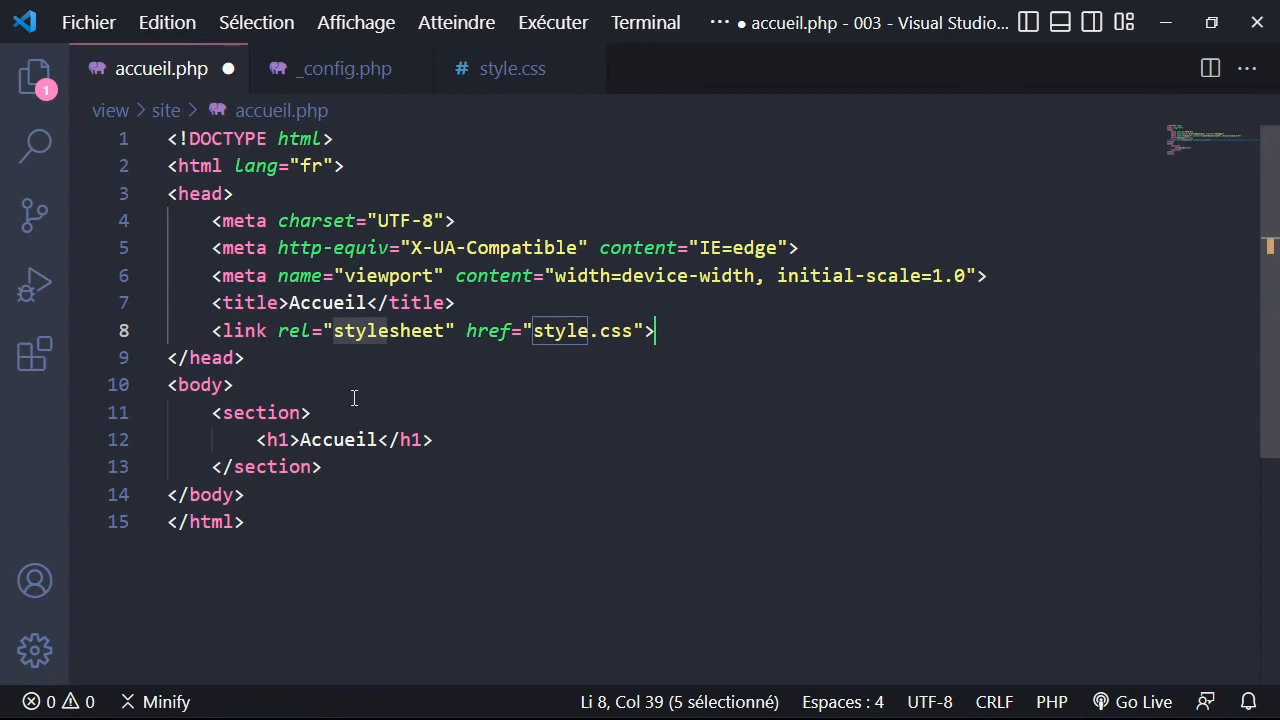 Fichier Edition Sélection Affichage Atteindre Exécuter Terminal ··· ● accueil.php - 003 - Visual Studio...
accueil.php ● _config.php # style.css ···
1
view > site > accueil.php
1 <!DOCTYPE html>
2 <html lang="fr">
3 <head>
4 <meta charset="UTF-8">
5 <meta http-equiv="X-UA-Compatible" content="IE=edge">
6 <meta name="viewport" content="width=device-width, initial-scale=1.0">
7 <title>Accueil</title>
8 <link rel="stylesheet" href="style.css">
9 </head>
10 <body>
11 <section>
12 <h1>Accueil</h1>
13 </section>
14 </body>
15 </html>
0 0 Minify Li 8, Col 39 (5 sélectionné) Espaces : 4 UTF-8 CRLF PHP Go Live